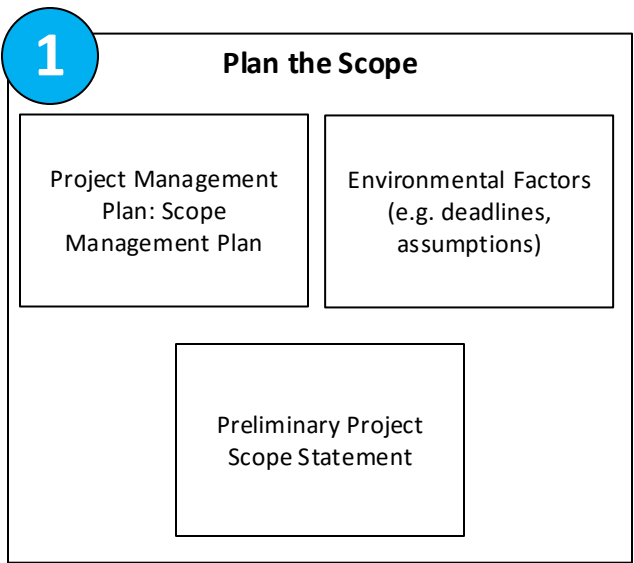 1
Plan the Scope
Project Management
Plan: Scope
Management Plan
Environmental Factors
(e.g. deadlines,
assumptions)
Preliminary Project
Scope Statement